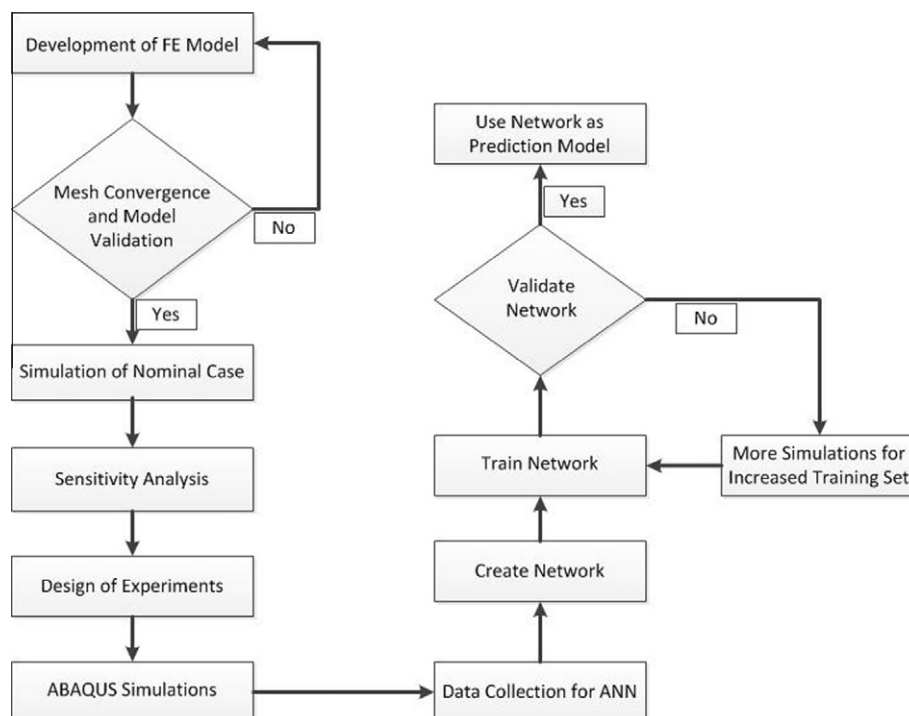 Development of FE Model
Mesh Convergence
and Model
Validation
No
Yes
Simulation of Nominal Case
Sensitivity Analysis
Design of Experiments
ABAQUS Simulations
Use Network as
Prediction Model
Yes
Validate
Network
No
Train Network
More Simulations for
Increased Training Set
Create Network
Data Collection for ANN